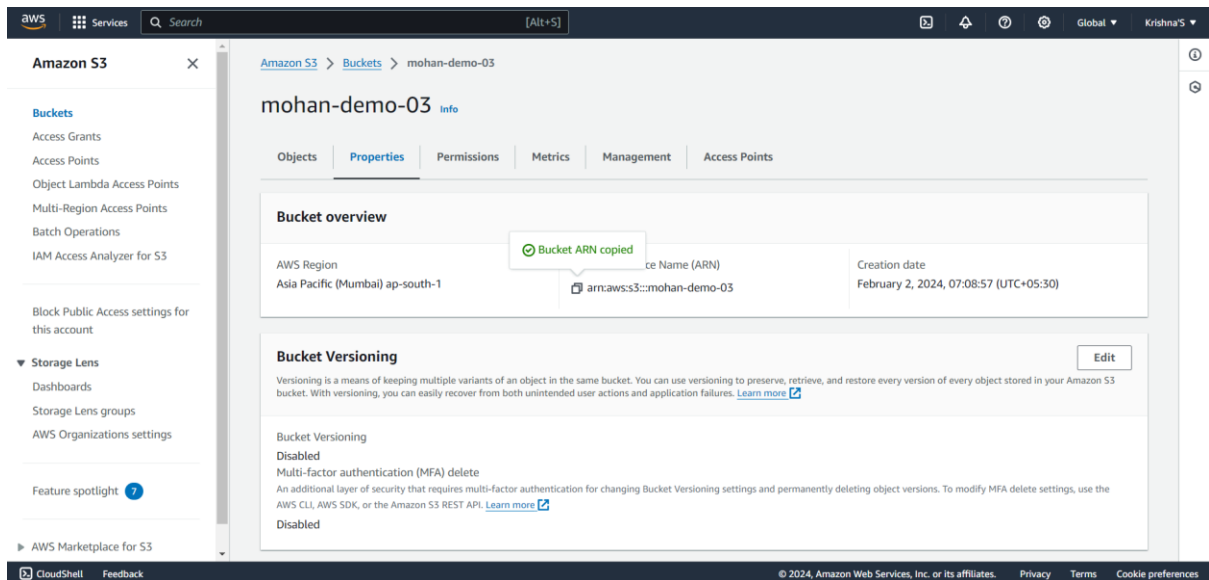 aws
Services
Search
[Alt+S]
Global
Krishna'S
Amazon S3
Buckets
Access Grants
Access Points
Object Lambda Access Points
Multi-Region Access Points
Batch Operations
IAM Access Analyzer for S3
Block Public Access settings for
this account
Storage Lens
Dashboards
Storage Lens groups
AWS Organizations settings
Feature spotlight 7
AWS Marketplace for S3
Amazon S3 > Buckets > mohan-demo-03
mohan-demo-03 Info
Objects
Properties
Permissions
Metrics
Management
Access Points
Bucket overview
Bucket ARN copied
AWS Region
Asia Pacific (Mumbai) ap-south-1
ce Name (ARN)
arn:aws:s3:::mohan-demo-03
Creation date
February 2, 2024, 07:08:57 (UTC+05:30)
Bucket Versioning
Edit
Versioning is a means of keeping multiple variants of an object in the same bucket. You can use versioning to preserve, retrieve, and restore every version of every object stored in your Amazon S3
bucket. With versioning, you can easily recover from both unintended user actions and application failures. Learn more
Bucket Versioning
Disabled
Multi-factor authentication (MFA) delete
An additional layer of security that requires multi-factor authentication for changing Bucket Versioning settings and permanently deleting object versions. To modify MFA delete settings, use the
AWS CLI, AWS SDK, or the Amazon S3 REST API. Learn more
Disabled
CloudShell
Feedback
© 2024, Amazon Web Services, Inc. or its affiliates.
Privacy
Terms
Cookie preferences